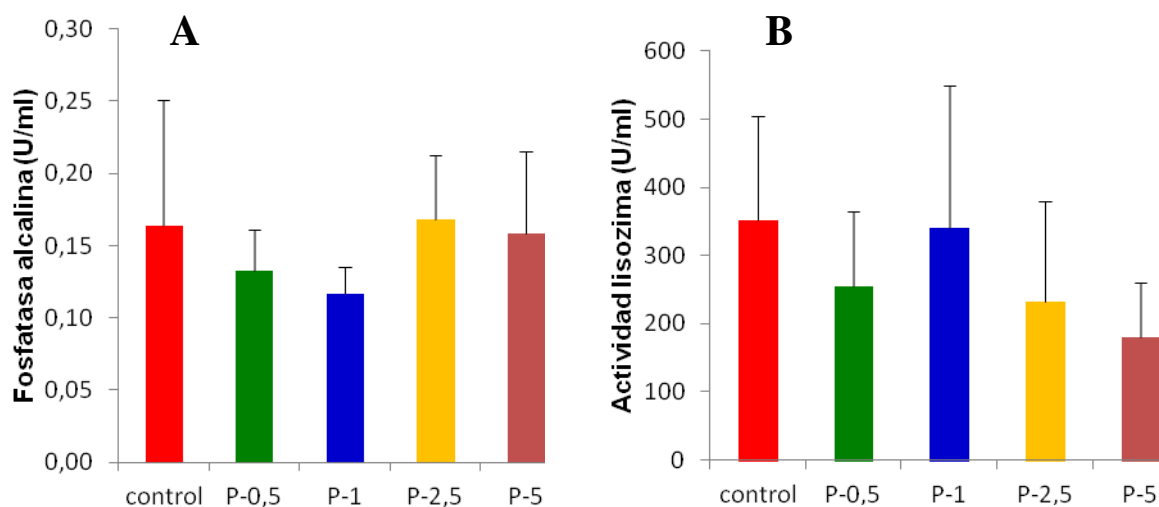 A
Fosfatasa alcalina (U/ml)
0,30
0,25
0,20
0,15
0,10
0,05
0,00
control P-0,5 P-1 P-2,5 P-5
B
Actividad lisozima (U/ml)
600
500
400
300
200
100
0
control P-0,5 P-1 P-2,5 P-5